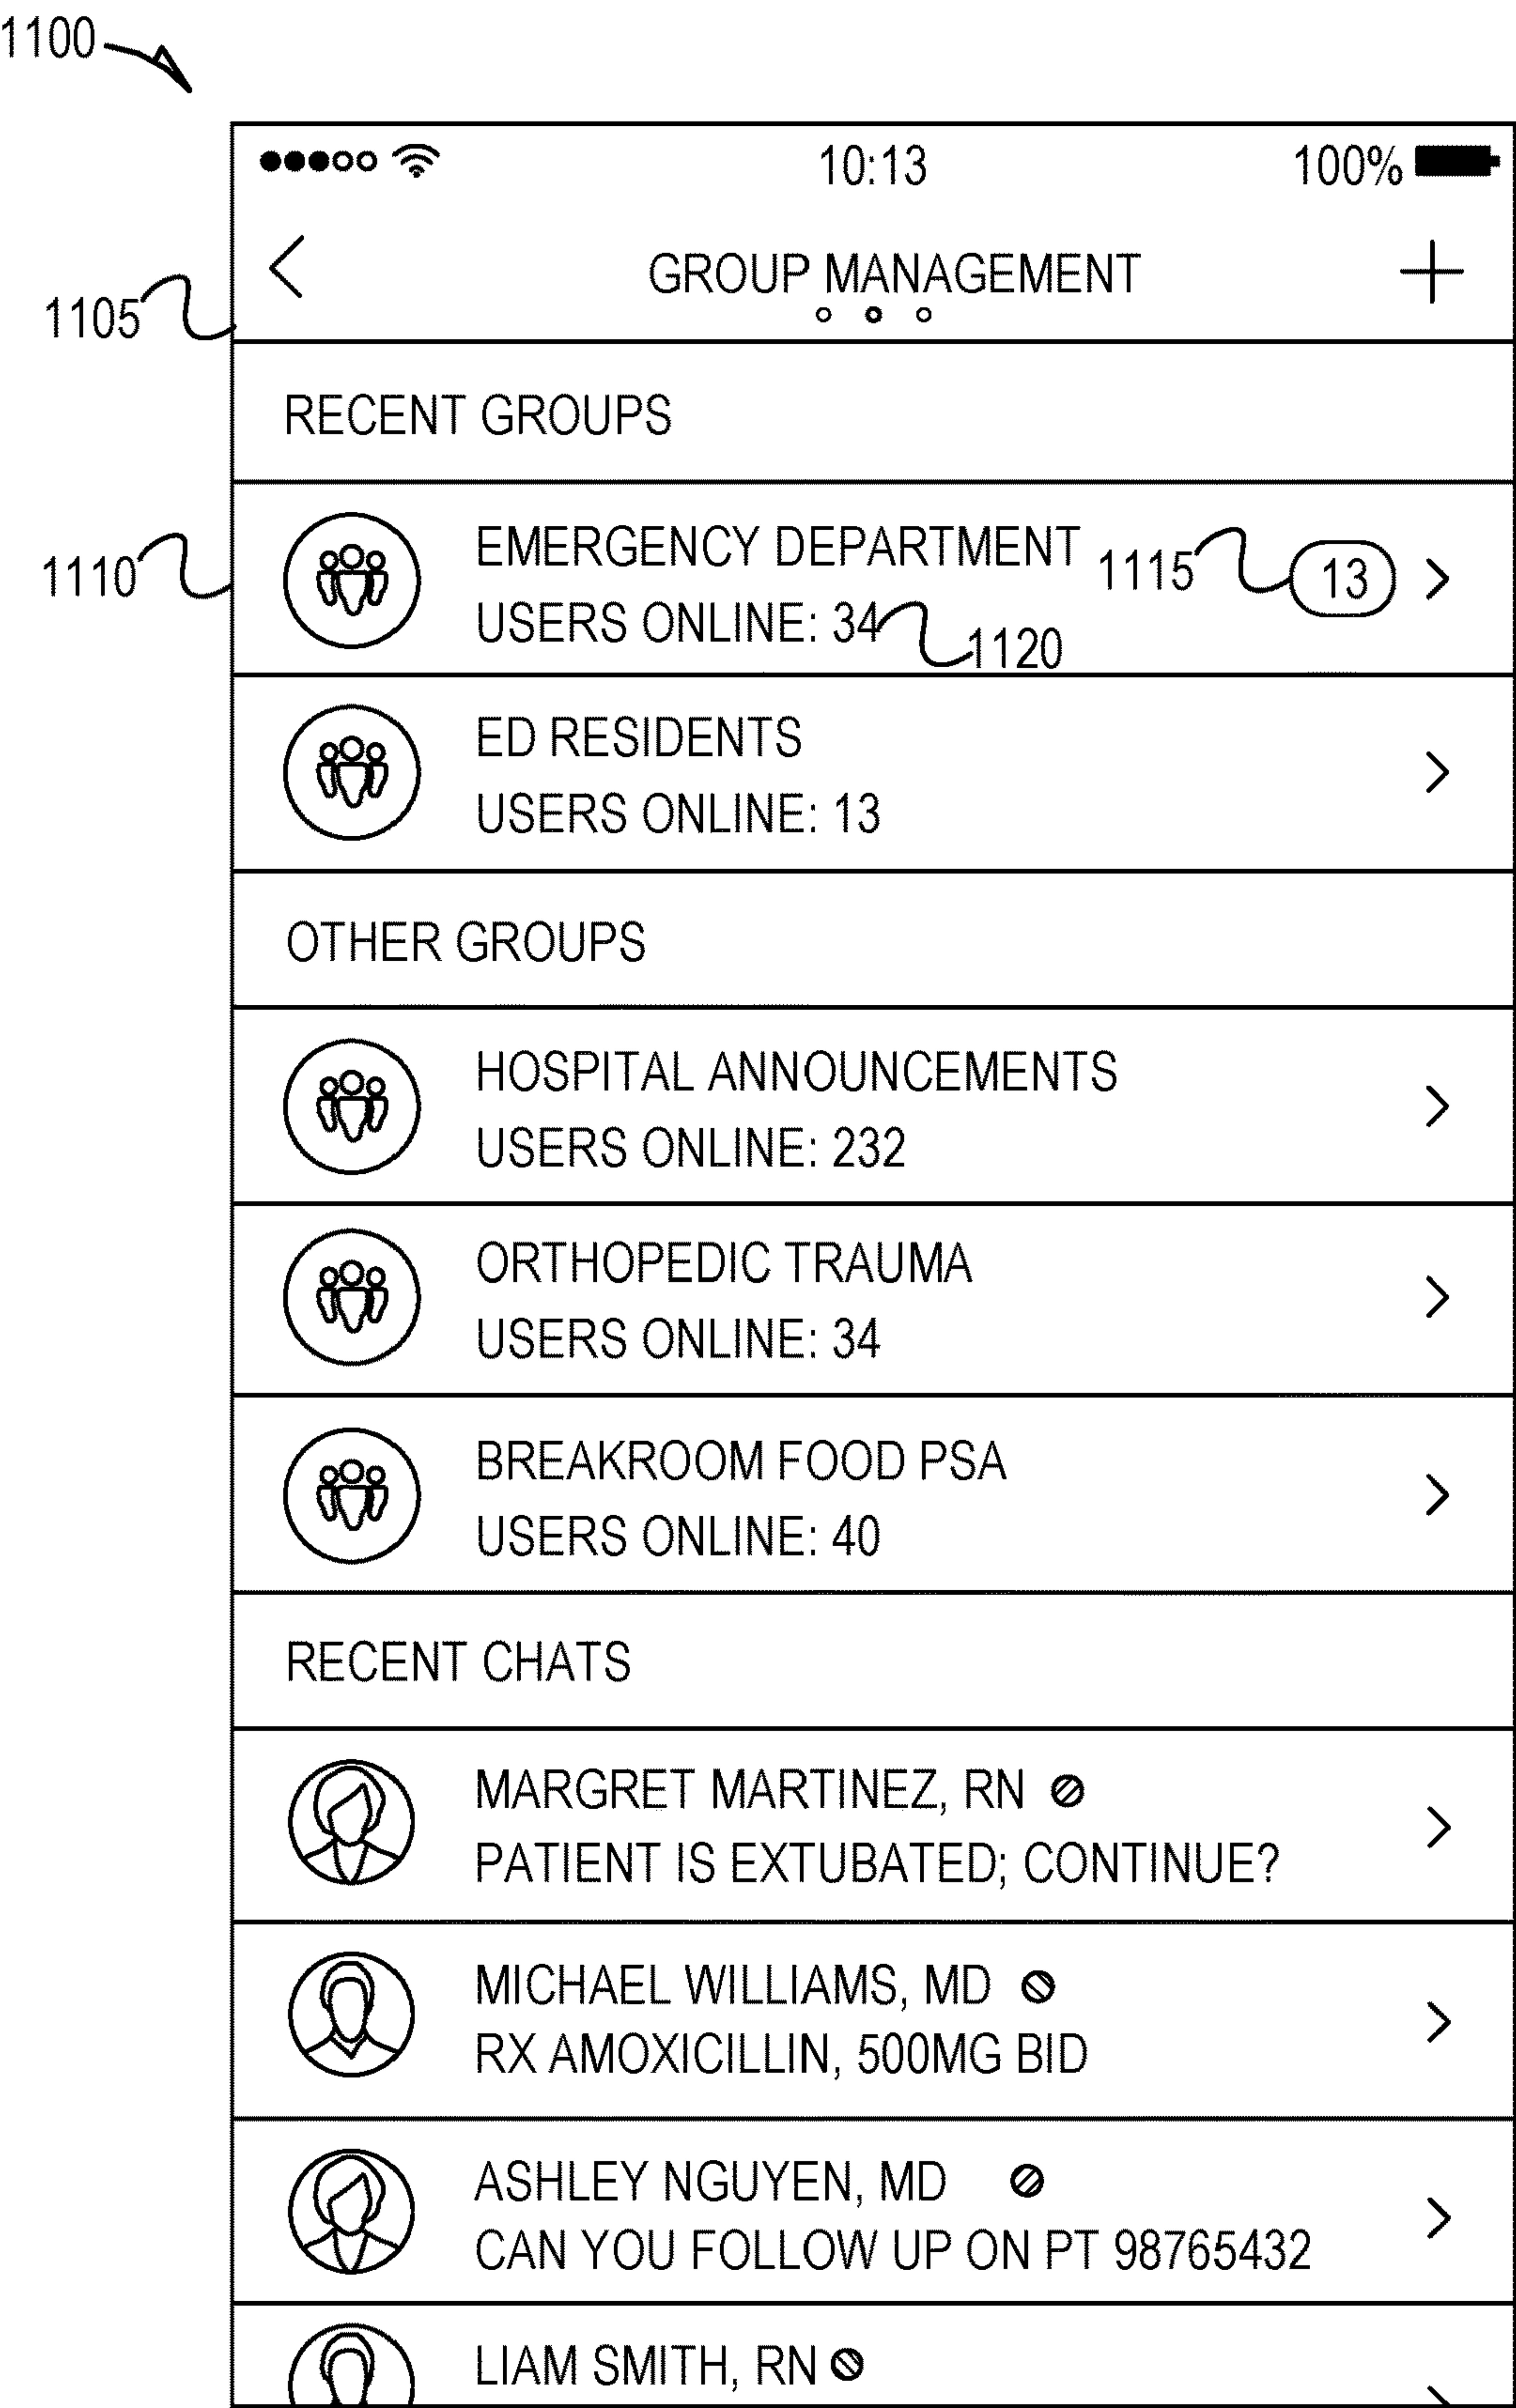 1100
10:13 100%
GROUP MANAGEMENT
1105
RECENT GROUPS
1110 EMERGENCY DEPARTMENT 1115 13
USERS ONLINE: 34 1120
ED RESIDENTS
USERS ONLINE: 13
OTHER GROUPS
HOSPITAL ANNOUNCEMENTS
USERS ONLINE: 232
ORTHOPEDIC TRAUMA
USERS ONLINE: 34
BREAKROOM FOOD PSA
USERS ONLINE: 40
RECENT CHATS
MARGRET MARTINEZ, RN
PATIENT IS EXTUBATED; CONTINUE?
MICHAEL WILLIAMS, MD
RX AMOXICILLIN, 500MG BID
ASHLEY NGUYEN, MD
CAN YOU FOLLOW UP ON PT 98765432
LIAM SMITH, RN